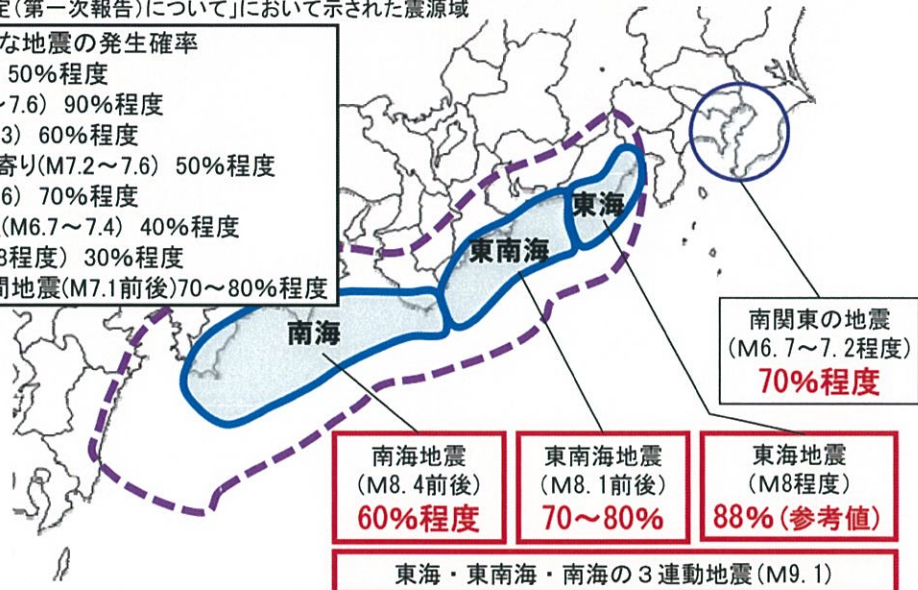 定(第一次報告)について」において示された震源域
な地震の発生確率
50%程度
~7.6) 90%程度
3) 60%程度
寄り(M7.2~7.6) 50%程度
6) 70%程度
(M6.7~7.4) 40%程度
8程度) 30%程度
間地震(M7.1前後)70~80%程度
東海
東南海
南海
南関東の地震
(M6.7~7.2程度)
70%程度
南海地震
(M8.4前後)
60%程度
東南海地震
(M8.1前後)
70~80%
東海地震
(M8程度)
88%(参考値)
東海・東南海・南海の3連動地震(M9.1)